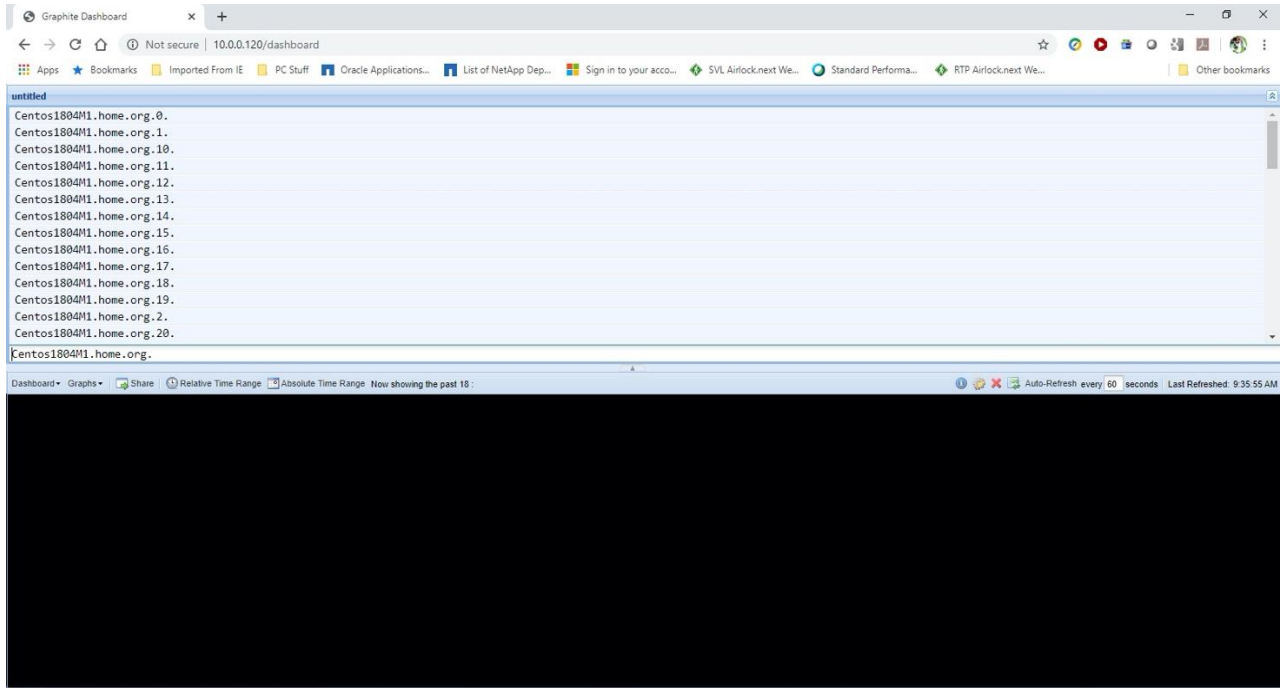 Graphite Dashboard
Not secure | 10.0.0.120/dashboard
Apps Bookmarks Imported From IE PC Stuff Oracle Applications... List of NetApp Dep... Sign in to your acco... SVL Airlock.next We... Standard Performa... RTP Airlock.next We... Other bookmarks
untitled
Centos1804M1.home.org.0.
Centos1804M1.home.org.1.
Centos1804M1.home.org.10.
Centos1804M1.home.org.11.
Centos1804M1.home.org.12.
Centos1804M1.home.org.13.
Centos1804M1.home.org.14.
Centos1804M1.home.org.15.
Centos1804M1.home.org.16.
Centos1804M1.home.org.17.
Centos1804M1.home.org.18.
Centos1804M1.home.org.19.
Centos1804M1.home.org.2.
Centos1804M1.home.org.20.
Centos1804M1.home.org.
Dashboard Graphs Share Relative Time Range Absolute Time Range Now showing the past 18 : Auto-Refresh every 60 seconds Last Refreshed: 9:35:55 AM